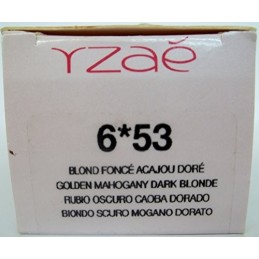 Yzaé
6*53
BLOND FONCÉ ACAJOU DORÉ
GOLDEN MAHOGANY DARK BLONDE
RUBIO OSCURO CAOBA DORADO
BIONDO SCURO MOGANO DORATO